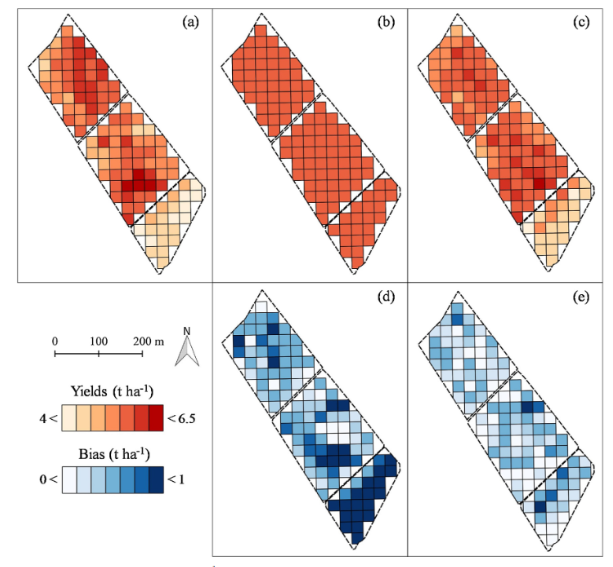 (a)
(b)
(c)
(d)
(e)
N
0 100 200 m
Yields (t ha⁻¹)
4 < < 6.5
Bias (t ha⁻¹)
0 < < 1